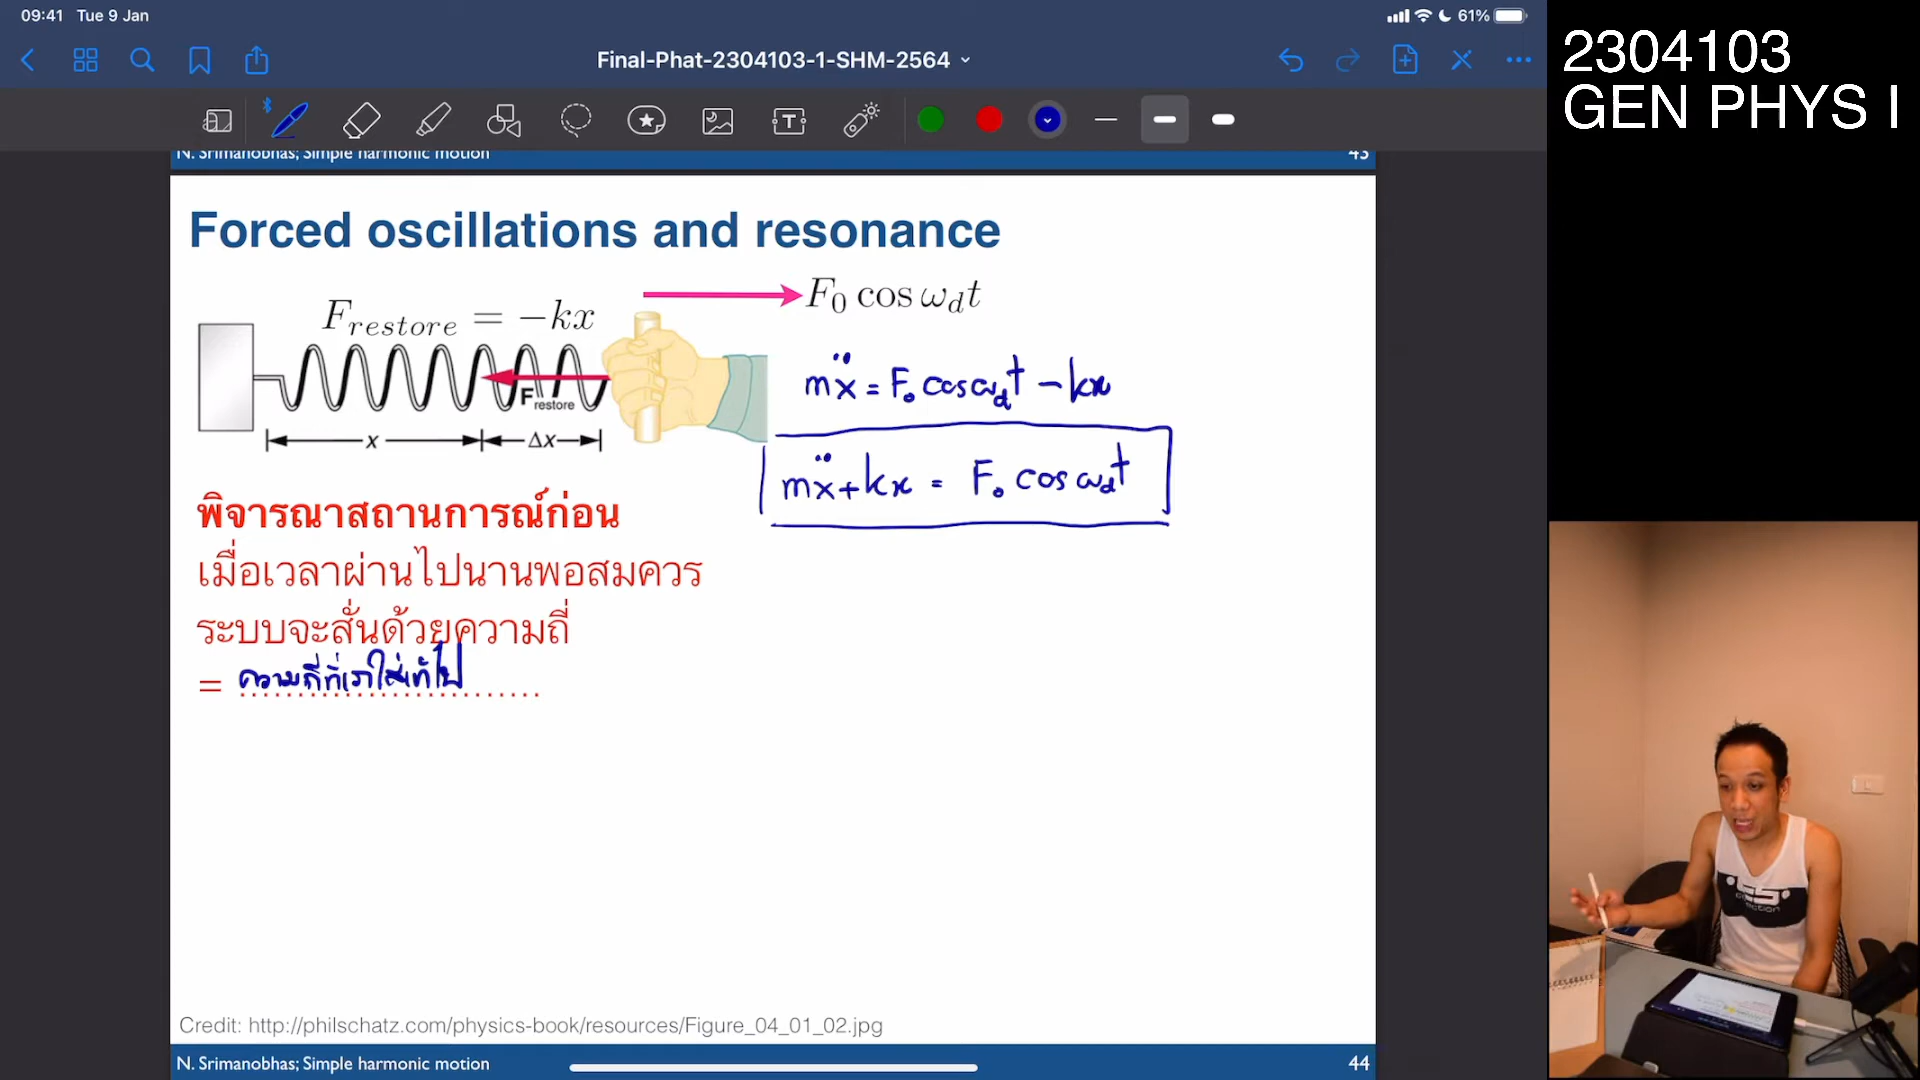 09:41 Tue 9 Jan
61%
Final-Phat-2304103-1-SHM-2564
2304103
GEN PHYS I
N. Srimanobhas; Simple harmonic motion
43
Forced oscillations and resonance
F₀ cos ω_d t
F_restore = −kx
F restore
x
Δx
mẍ = F₀ cos ω_d t − kx
mẍ + kx = F₀ cos ω_d t
พิจารณาสถานการณ์ก่อน
เมื่อเวลาผ่านไปนานพอสมควร
ระบบจะสั่นด้วยความถี่
= ความถี่ที่เราใส่เข้าไป
Credit: http://philschatz.com/physics-book/resources/Figure_04_01_02.jpg
N. Srimanobhas; Simple harmonic motion
44